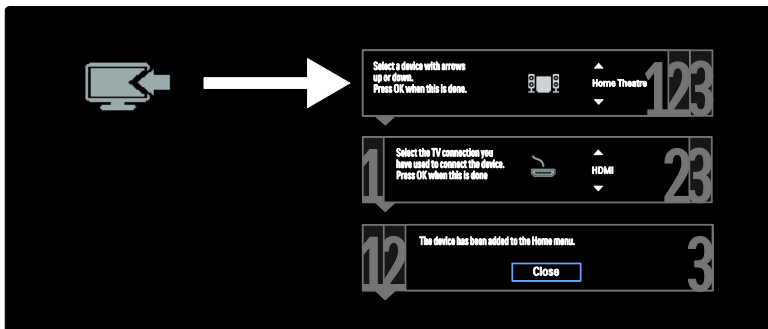 Select a device with arrows
up or down.
Press OK when this is done.
Home Theatre
123
1
Select the TV connection you
have used to connect the device.
Press OK when this is done
HDMI
23
12
The device has been added to the Home menu.
Close
3